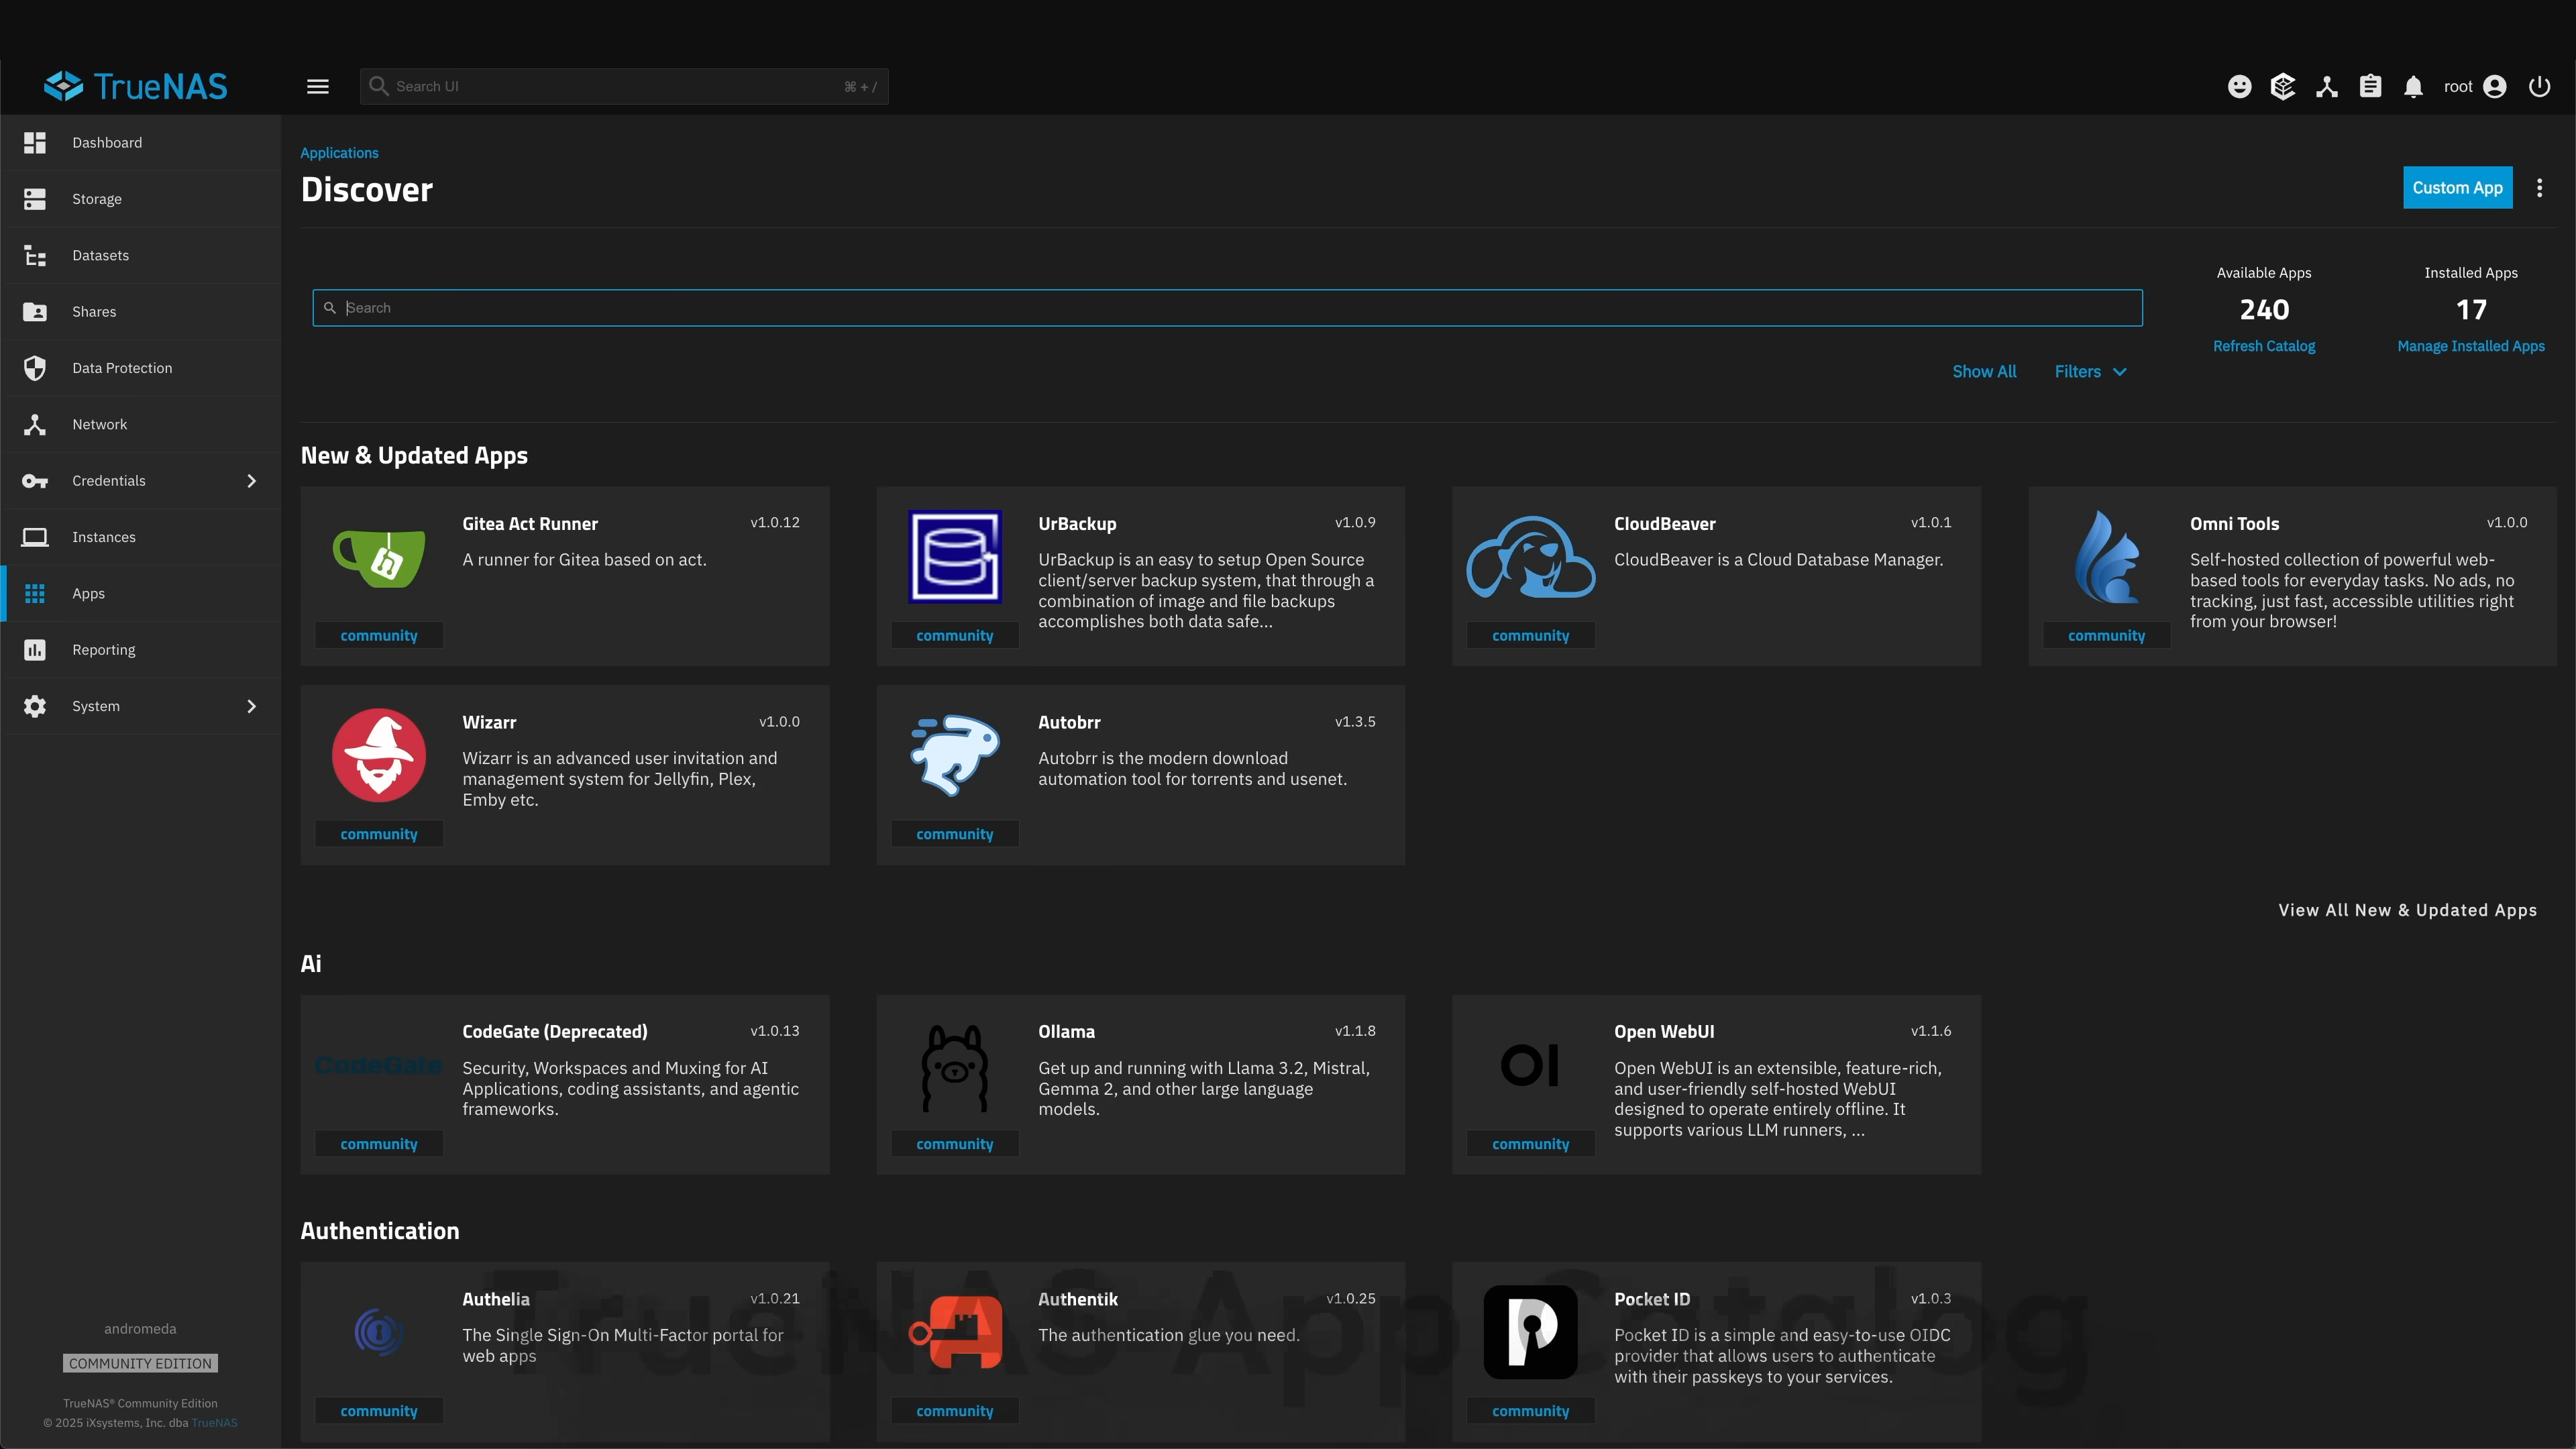 TrueNAS
Search UI
⌘ + /
root
Dashboard
Storage
Datasets
Shares
Data Protection
Network
Credentials
Instances
Apps
Reporting
System
andromeda
COMMUNITY EDITION
TrueNAS® Community Edition
© 2025 iXsystems, Inc. dba TrueNAS
Applications
Discover
Custom App
Search
Available Apps
240
Refresh Catalog
Installed Apps
17
Manage Installed Apps
Show All
Filters
New & Updated Apps
Gitea Act Runner
v1.0.12
A runner for Gitea based on act.
community
UrBackup
v1.0.9
UrBackup is an easy to setup Open Source
client/server backup system, that through a
combination of image and file backups
accomplishes both data safe...
community
CloudBeaver
v1.0.1
CloudBeaver is a Cloud Database Manager.
community
Omni Tools
v1.0.0
Self-hosted collection of powerful web-
based tools for everyday tasks. No ads, no
tracking, just fast, accessible utilities right
from your browser!
community
Wizarr
v1.0.0
Wizarr is an advanced user invitation and
management system for Jellyfin, Plex,
Emby etc.
community
Autobrr
v1.3.5
Autobrr is the modern download
automation tool for torrents and usenet.
community
View All New & Updated Apps
Ai
CodeGate
CodeGate (Deprecated)
v1.0.13
Security, Workspaces and Muxing for AI
Applications, coding assistants, and agentic
frameworks.
community
Ollama
v1.1.8
Get up and running with Llama 3.2, Mistral,
Gemma 2, and other large language
models.
community
OI
Open WebUI
v1.1.6
Open WebUI is an extensible, feature-rich,
and user-friendly self-hosted WebUI
designed to operate entirely offline. It
supports various LLM runners, ...
community
Authentication
Authelia
v1.0.21
The Single Sign-On Multi-Factor portal for
web apps
community
Authentik
v1.0.25
The authentication glue you need.
community
Pocket ID
v1.0.3
Pocket ID is a simple and easy-to-use OIDC
provider that allows users to authenticate
with their passkeys to your services.
community
TrueNAS App Catalog